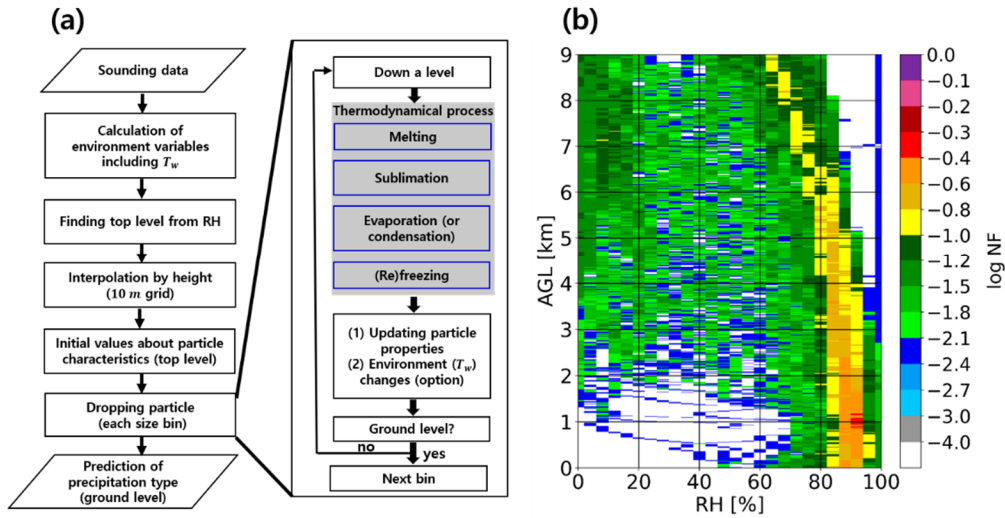 (a)
Sounding data
Calculation of
environment variables
including T_w
Finding top level from RH
Interpolation by height
(10 m grid)
Initial values about particle
characteristics (top level)
Dropping particle
(each size bin)
Prediction of
precipitation type
(ground level)
Down a level
Thermodynamical process
Melting
Sublimation
Evaporation (or
condensation)
(Re)freezing
(1) Updating particle
properties
(2) Environment (T_w)
changes (option)
Ground level?
no
yes
Next bin
(b)
AGL [km]
9
8
7
6
5
4
3
2
1
0
0 20 40 60 80 100
RH [%]
0.0
-0.1
-0.2
-0.3
-0.4
-0.6
-0.8
-1.0
-1.2
-1.5
-1.8
-2.1
-2.4
-2.7
-3.0
-4.0
log NF